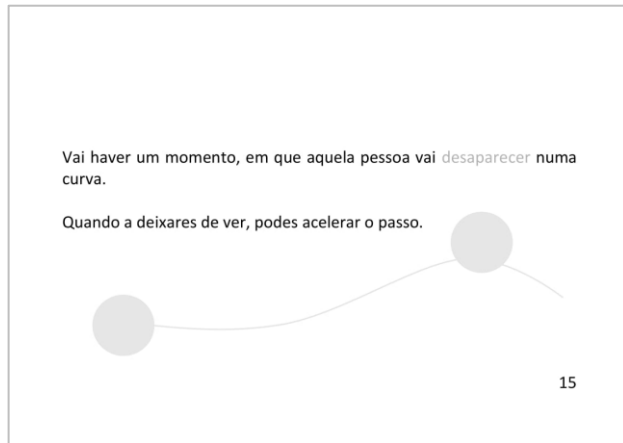 Vai haver um momento, em que aquela pessoa vai desaparecer numa
curva.
Quando a deixares de ver, podes acelerar o passo.
15